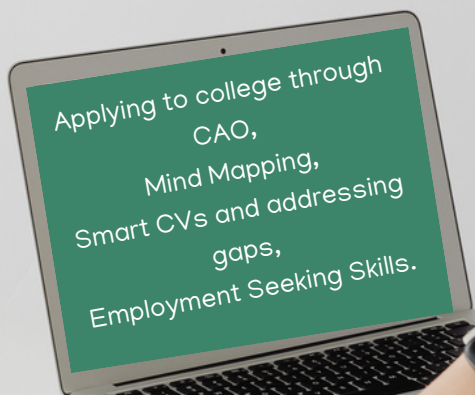 Applying to college through
CAO,
Mind Mapping,
Smart CVs and addressing
gaps,
Employment Seeking Skills.